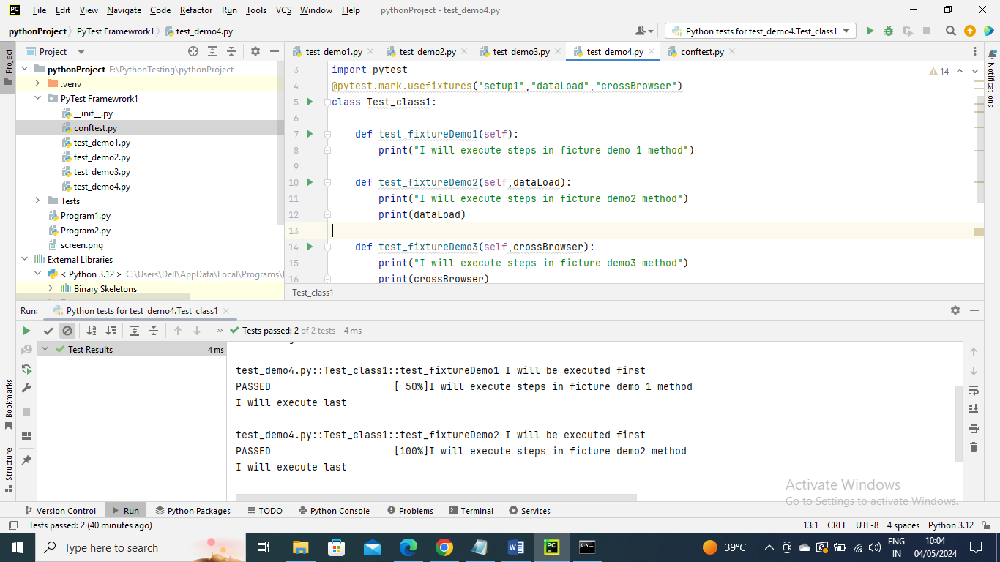 File Edit View Navigate Code Refactor Run Tools VCS Window Help pythonProject - test_demo4.py
pythonProject PyTest Framewrork1 test_demo4.py
Python tests for test_demo4.Test_class1
Project
Project
pythonProject F:\PythonTesting\pythonProject
.venv
PyTest Framewrork1
__init__.py
conftest.py
test_demo1.py
test_demo2.py
test_demo3.py
test_demo4.py
Tests
Program1.py
Program2.py
screen.png
External Libraries
< Python 3.12 > C:\Users\Dell\AppData\Local\Programs\
Binary Skeletons
test_demo1.py test_demo2.py test_demo3.py test_demo4.py conftest.py
14
3 import pytest
4 @pytest.mark.usefixtures("setup1","dataLoad","crossBrowser")
5 class Test_class1:
6
7 def test_fixtureDemo1(self):
8 print("I will execute steps in ficture demo 1 method")
9
10 def test_fixtureDemo2(self,dataLoad):
11 print("I will execute steps in ficture demo2 method")
12 print(dataLoad)
13
14 def test_fixtureDemo3(self,crossBrowser):
15 print("I will execute steps in ficture demo3 method")
16 print(crossBrowser)
Test_class1
Notifications
Run: Python tests for test_demo4.Test_class1
Tests passed: 2 of 2 tests – 4 ms
Test Results 4 ms
test_demo4.py::Test_class1::test_fixtureDemo1 I will be executed first
PASSED [ 50%]I will execute steps in ficture demo 1 method
I will execute last
test_demo4.py::Test_class1::test_fixtureDemo2 I will be executed first
PASSED [100%]I will execute steps in ficture demo2 method
I will execute last
Bookmarks
Structure
Activate Windows
Go to Settings to activate Windows.
Version Control Run Python Packages TODO Python Console Problems Terminal Services
Tests passed: 2 (40 minutes ago)
13:1 CRLF UTF-8 4 spaces Python 3.12
Type here to search
39°C
ENG
IN
10:04
04/05/2024